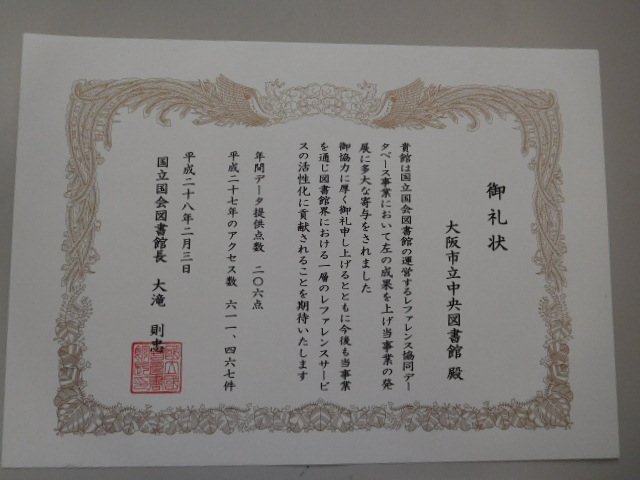 御礼状
大阪市立中央図書館 殿
貴館は国立国会図書館の運営するレファレンス協同デー
タベース事業において左の成果を上げ当事業の発
展に多大な寄与をされました
御協力に厚く御礼申し上げるとともに今後も当事業
を通じ図書館界における一層のレファレンスサービ
スの活性化に貢献されることを期待いたします
年間データ提供点数 二〇六点
平成二十七年のアクセス数 六一一、四六七件
平成二十八年二月三日
国立国会図書館長 大滝 則忠